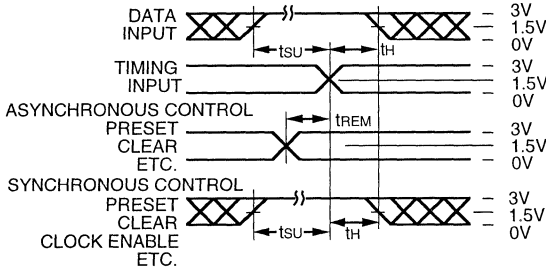 DATA INPUT
3V
1.5V
0V
tSU
tH
TIMING INPUT
3V
1.5V
0V
ASYNCHRONOUS CONTROL
PRESET
CLEAR
ETC.
tREM
3V
1.5V
0V
SYNCHRONOUS CONTROL
PRESET
CLEAR
CLOCK ENABLE
ETC.
tSU
tH
3V
1.5V
0V